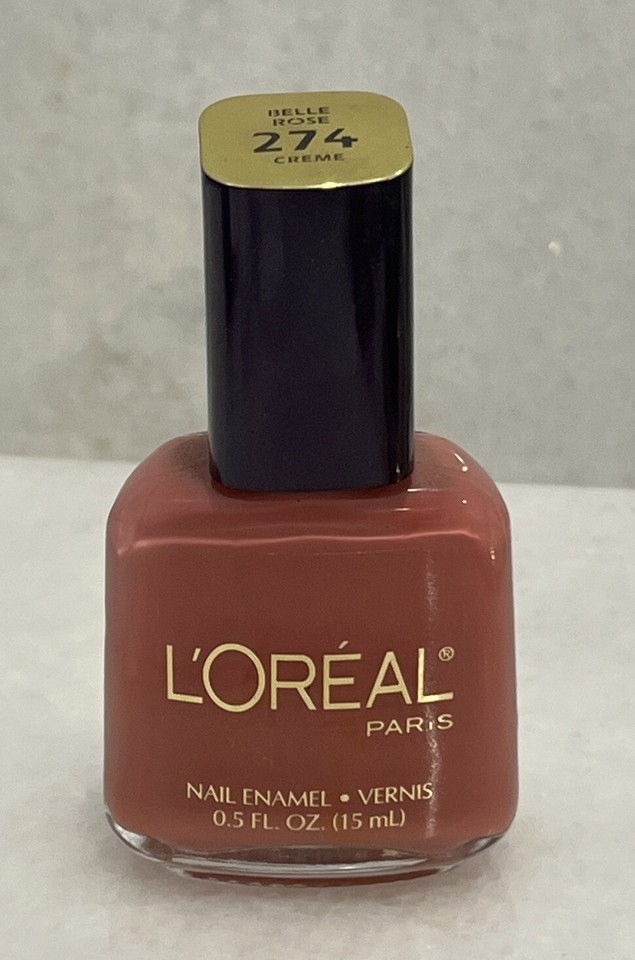 BELLE
ROSE
274
CREME
L'ORÉAL®
PARIS
NAIL ENAMEL • VERNIS
0.5 FL. OZ. (15 mL)